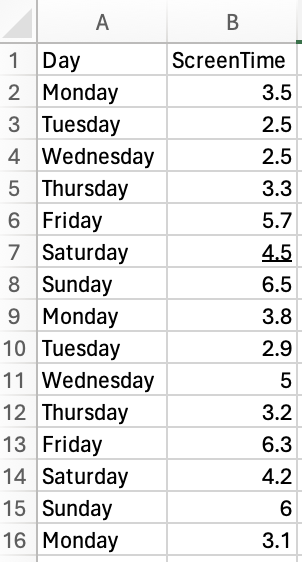 A B
1 Day ScreenTime
2 Monday 3.5
3 Tuesday 2.5
4 Wednesday 2.5
5 Thursday 3.3
6 Friday 5.7
7 Saturday 4.5
8 Sunday 6.5
9 Monday 3.8
10 Tuesday 2.9
11 Wednesday 5
12 Thursday 3.2
13 Friday 6.3
14 Saturday 4.2
15 Sunday 6
16 Monday 3.1